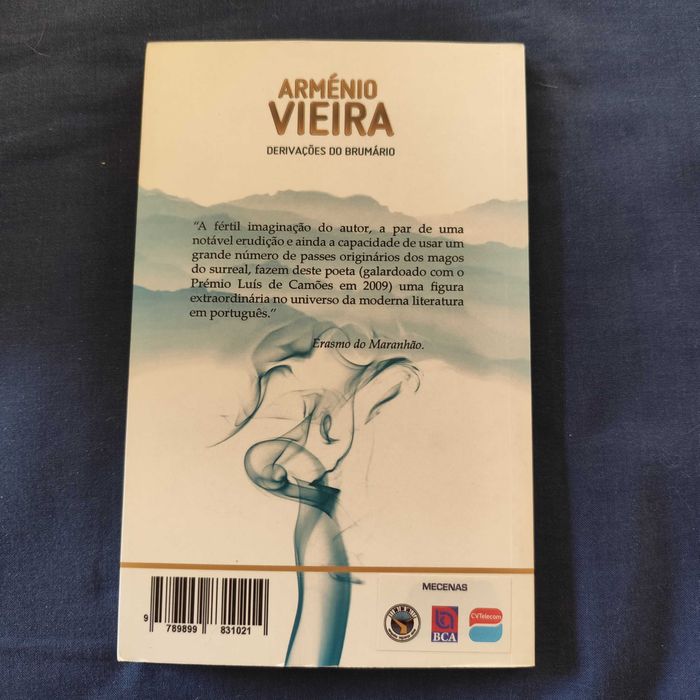 ARMÉNIO
VIEIRA
DERIVAÇÕES DO BRUMÁRIO
“A fértil imaginação do autor, a par de uma
notável erudição e ainda a capacidade de usar um
grande número de passes originários dos magos
do surreal, fazem deste poeta (galardoado com o
Prémio Luís de Camões em 2009) uma figura
extraordinária no universo da moderna literatura
em português.”
Erasmo do Maranhão.
MECENAS
BCA
CVTelecom
9 789899 831021